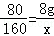 80/160 = 8g/x